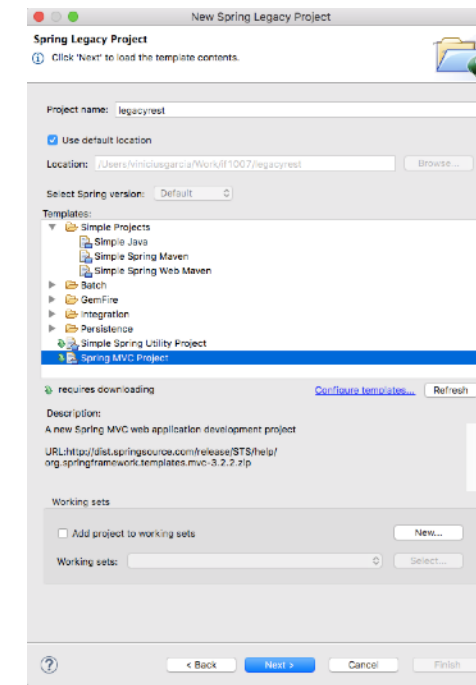 New Spring Legacy Project
Spring Legacy Project
Click 'Next' to load the template contents.
Project name: legacyrest
Use default location
Location: /Users/viniciusgarcia/Work/if1007/legacyrest Browse...
Select Spring version: Default
Templates:
Simple Projects
Simple Java
Simple Spring Maven
Simple Spring Web Maven
Batch
GemFire
Integration
Persistence
Simple Spring Utility Project
Spring MVC Project
requires downloading Configure templates... Refresh
Description:
A new Spring MVC web application development project
URL:http://dist.springsource.com/release/STS/help/
org.springframework.templates.mvc-3.2.2.zip
Working sets
Add project to working sets New...
Working sets: Select...
? < Back Next > Cancel Finish